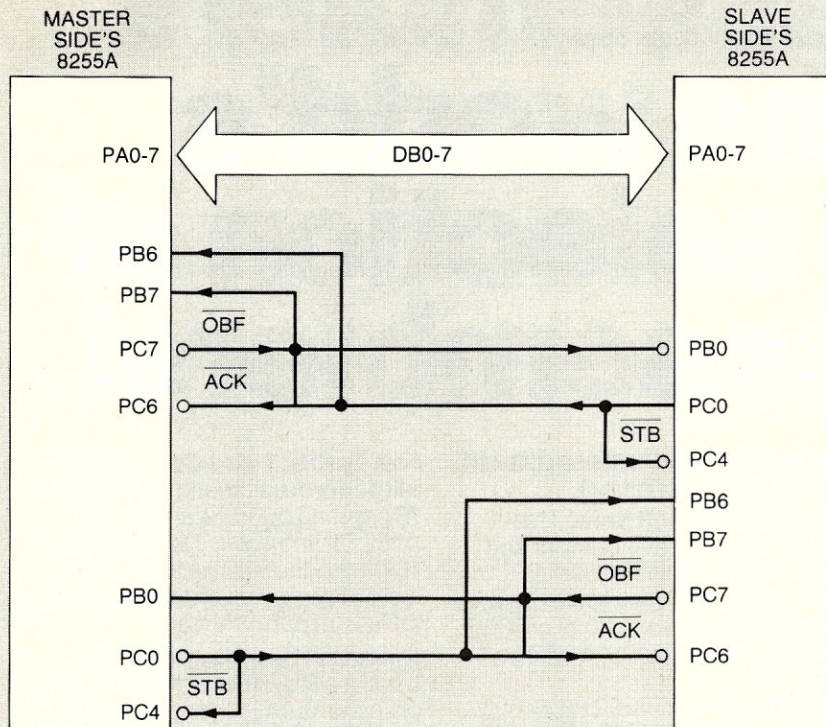 MASTER
SIDE'S
8255A
SLAVE
SIDE'S
8255A
PA0-7
DB0-7
PA0-7
PB6
PB7
OBF
PC7
PB0
ACK
PC6
PC0
STB
PC4
PB6
PB7
OBF
PB0
PC7
ACK
PC0
PC6
STB
PC4